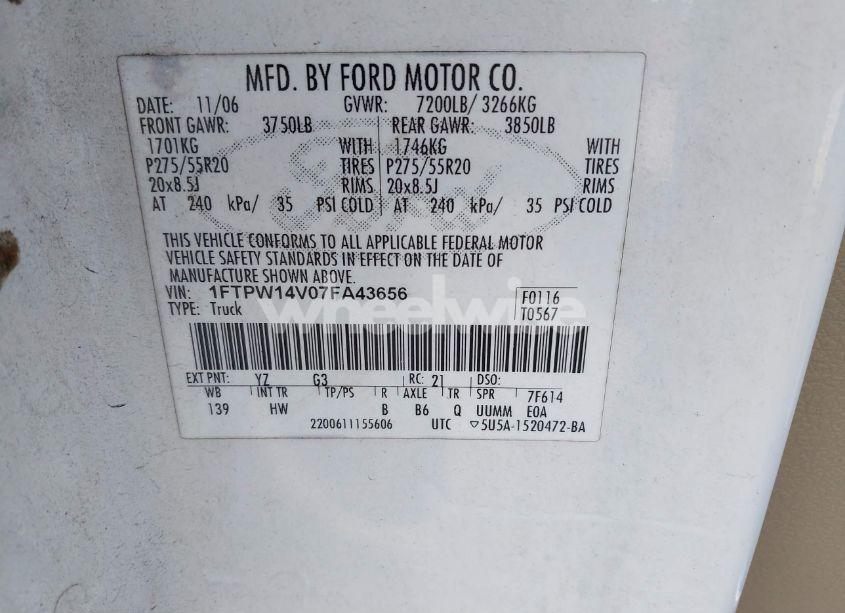 MFD. BY FORD MOTOR CO.
DATE: 11/06 GVWR: 7200LB/ 3266KG
FRONT GAWR: 3750LB REAR GAWR: 3850LB
1701KG WITH 1746KG WITH
P275/55R20 TIRES P275/55R20 TIRES
20x8.5J RIMS 20x8.5J RIMS
AT 240 kPa/ 35 PSI COLD AT 240 kPa/ 35 PSI COLD
THIS VEHICLE CONFORMS TO ALL APPLICABLE FEDERAL MOTOR
VEHICLE SAFETY STANDARDS IN EFFECT ON THE DATE OF
MANUFACTURE SHOWN ABOVE.
VIN: 1FTPW14V07FA43656 F0116
TYPE: Truck T0567
wheelwise
EXT PNT: YZ G3 RC: 21 DSO:
WB INT TR TP/PS R AXLE TR SPR 7F614
139 HW B B6 Q UUMM EOA
2200611155606 UTC ▽5U5A-1520472-BA